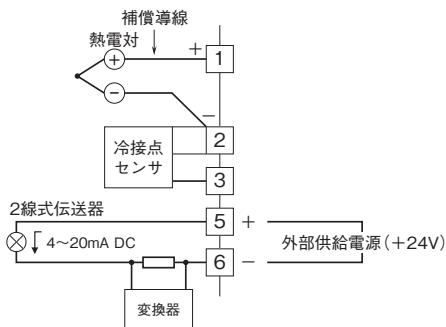 補償導線
熱電対
+ + 1
− − 2
冷接点
センサ
3
2線式伝送器
5 +
4～20mA DC
外部供給電源(+24V)
6 −
変換器